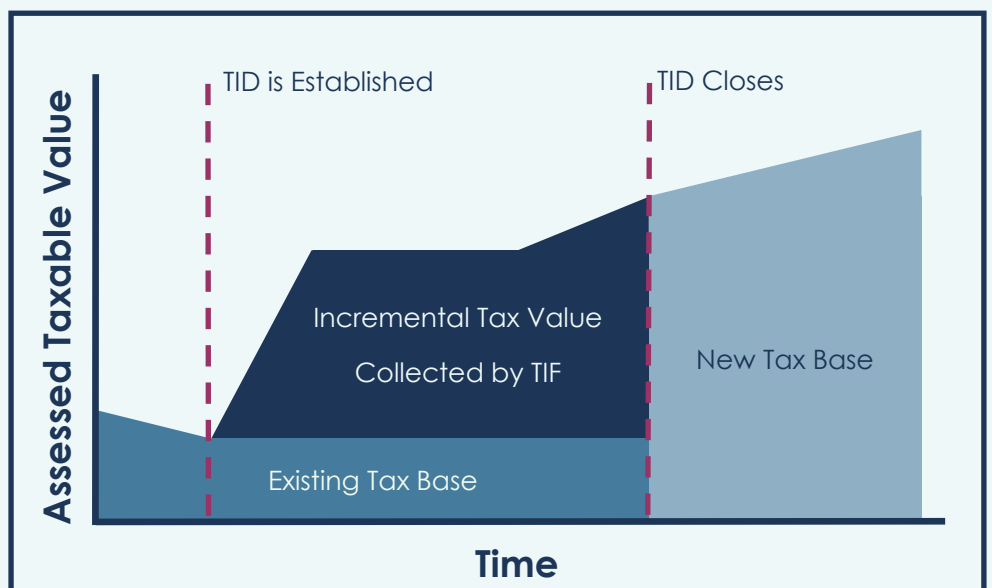 TID is Established
TID Closes
Assessed Taxable Value
Incremental Tax Value
Collected by TIF
New Tax Base
Existing Tax Base
Time